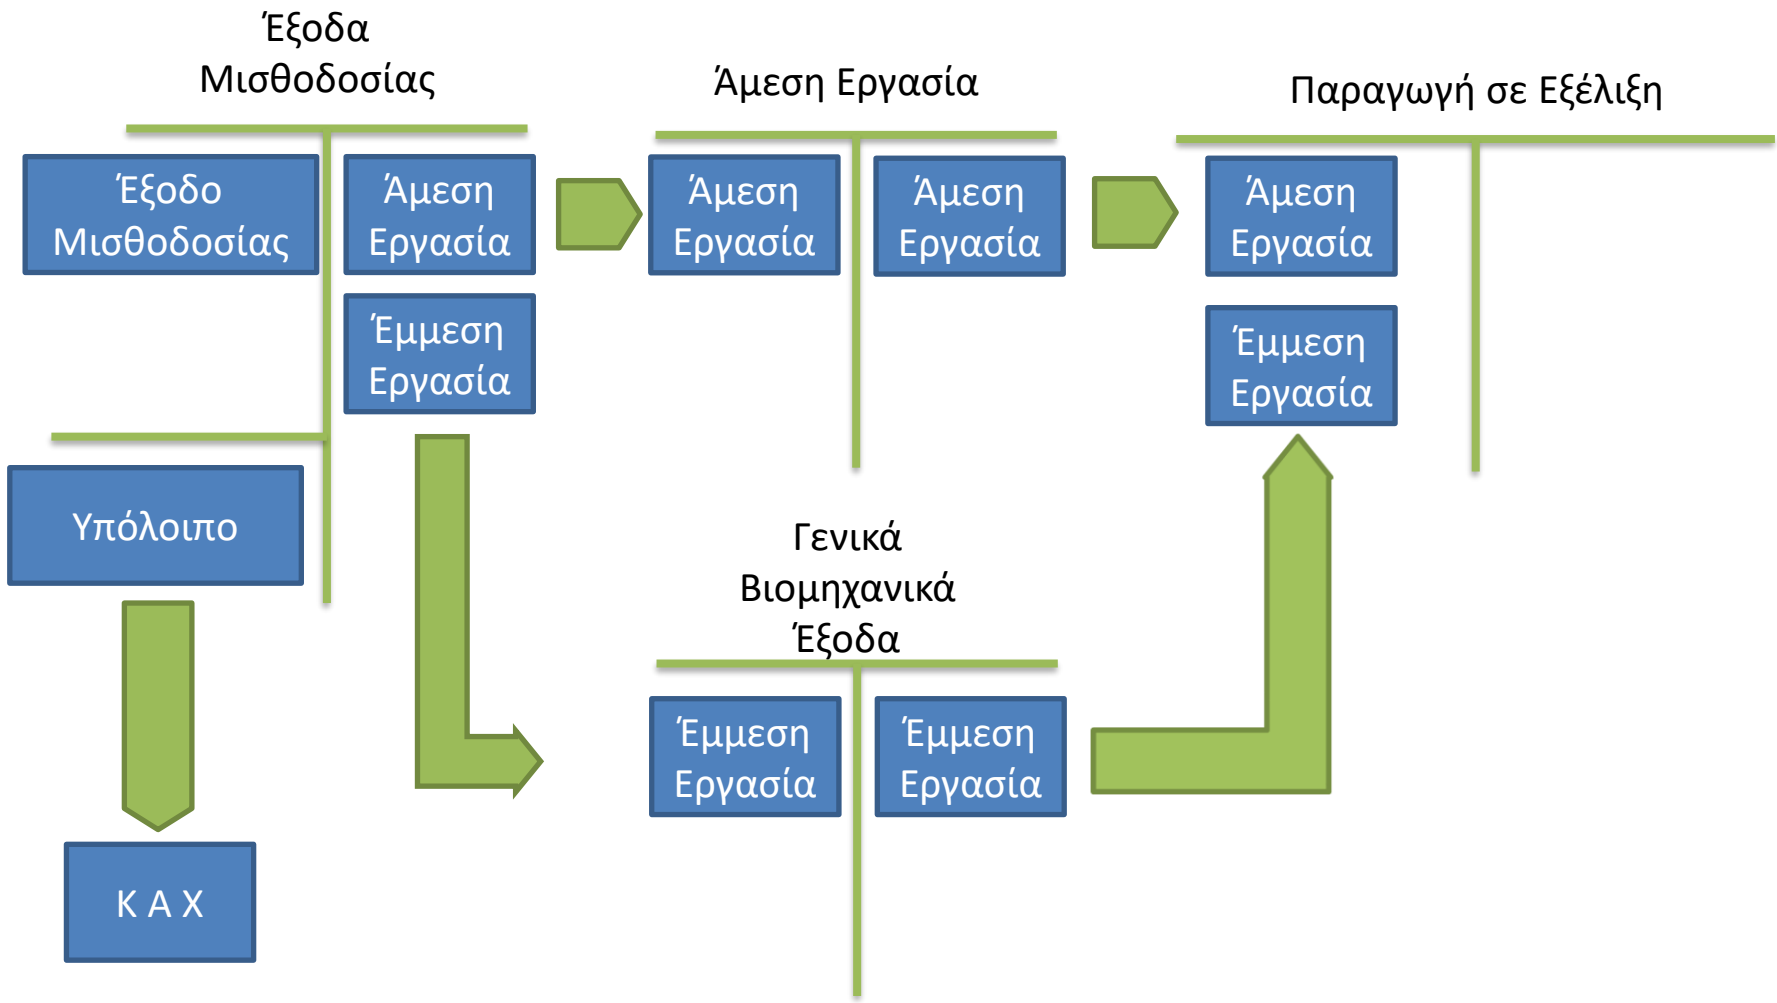 Έξοδα
Μισθοδοσίας
Άμεση Εργασία
Παραγωγή σε Εξέλιξη
Έξοδο
Μισθοδοσίας
Άμεση
Εργασία
Άμεση
Εργασία
Άμεση
Εργασία
Άμεση
Εργασία
Έμμεση
Εργασία
Έμμεση
Εργασία
Υπόλοιπο
Γενικά
Βιομηχανικά
Έξοδα
Έμμεση
Εργασία
Έμμεση
Εργασία
Κ Α Χ